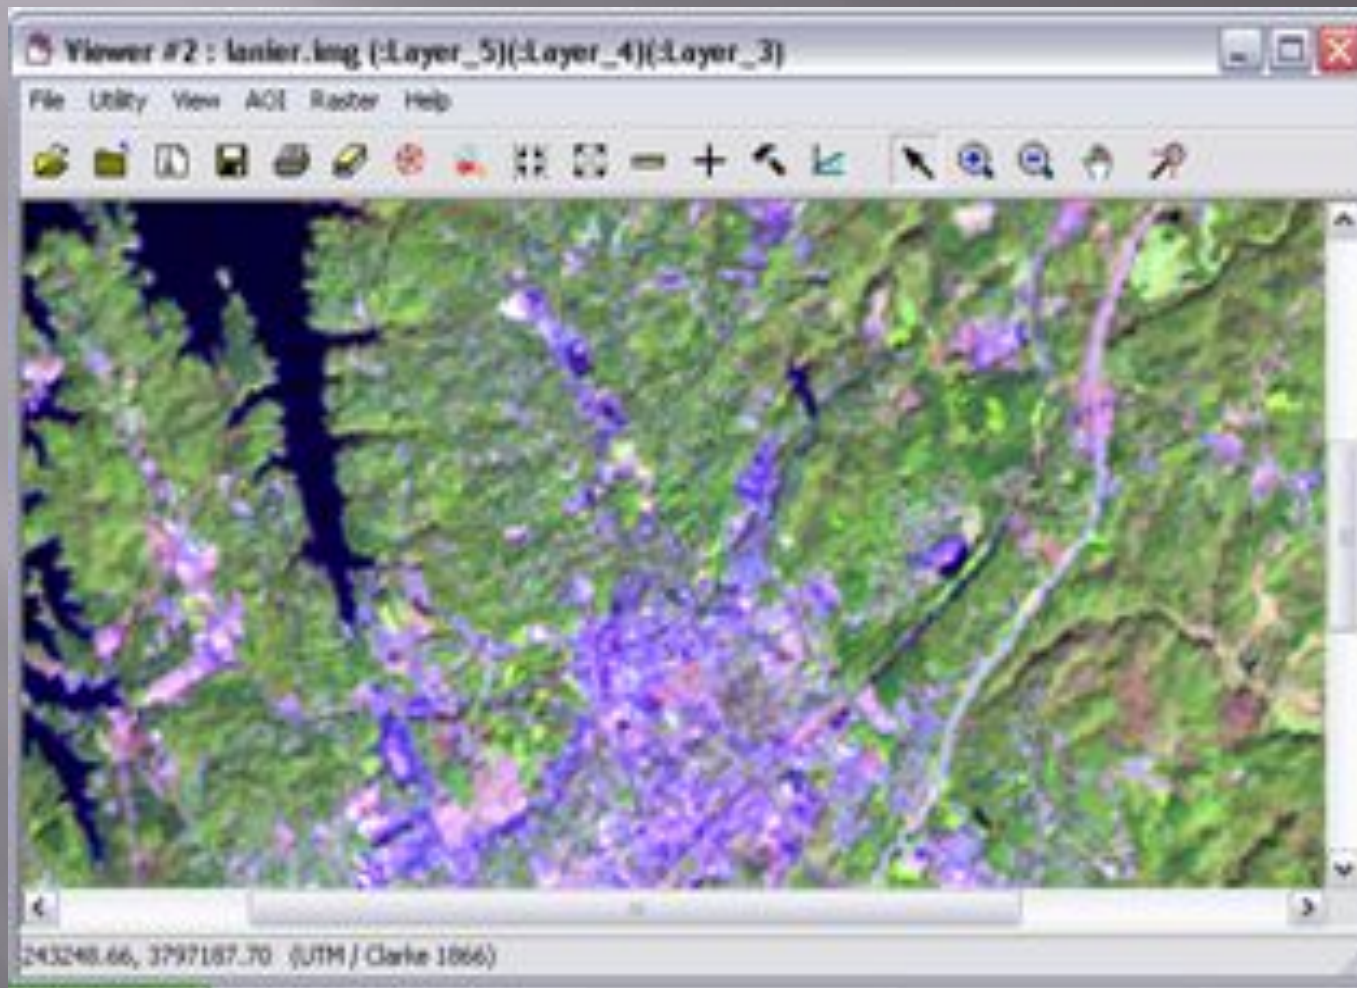 Viewer #2 : lanier.img (:Layer_5)(:Layer_4)(:Layer_3)
File Utility View AOI Raster Help
243248.66, 3797187.70 (UTM / Clarke 1866)